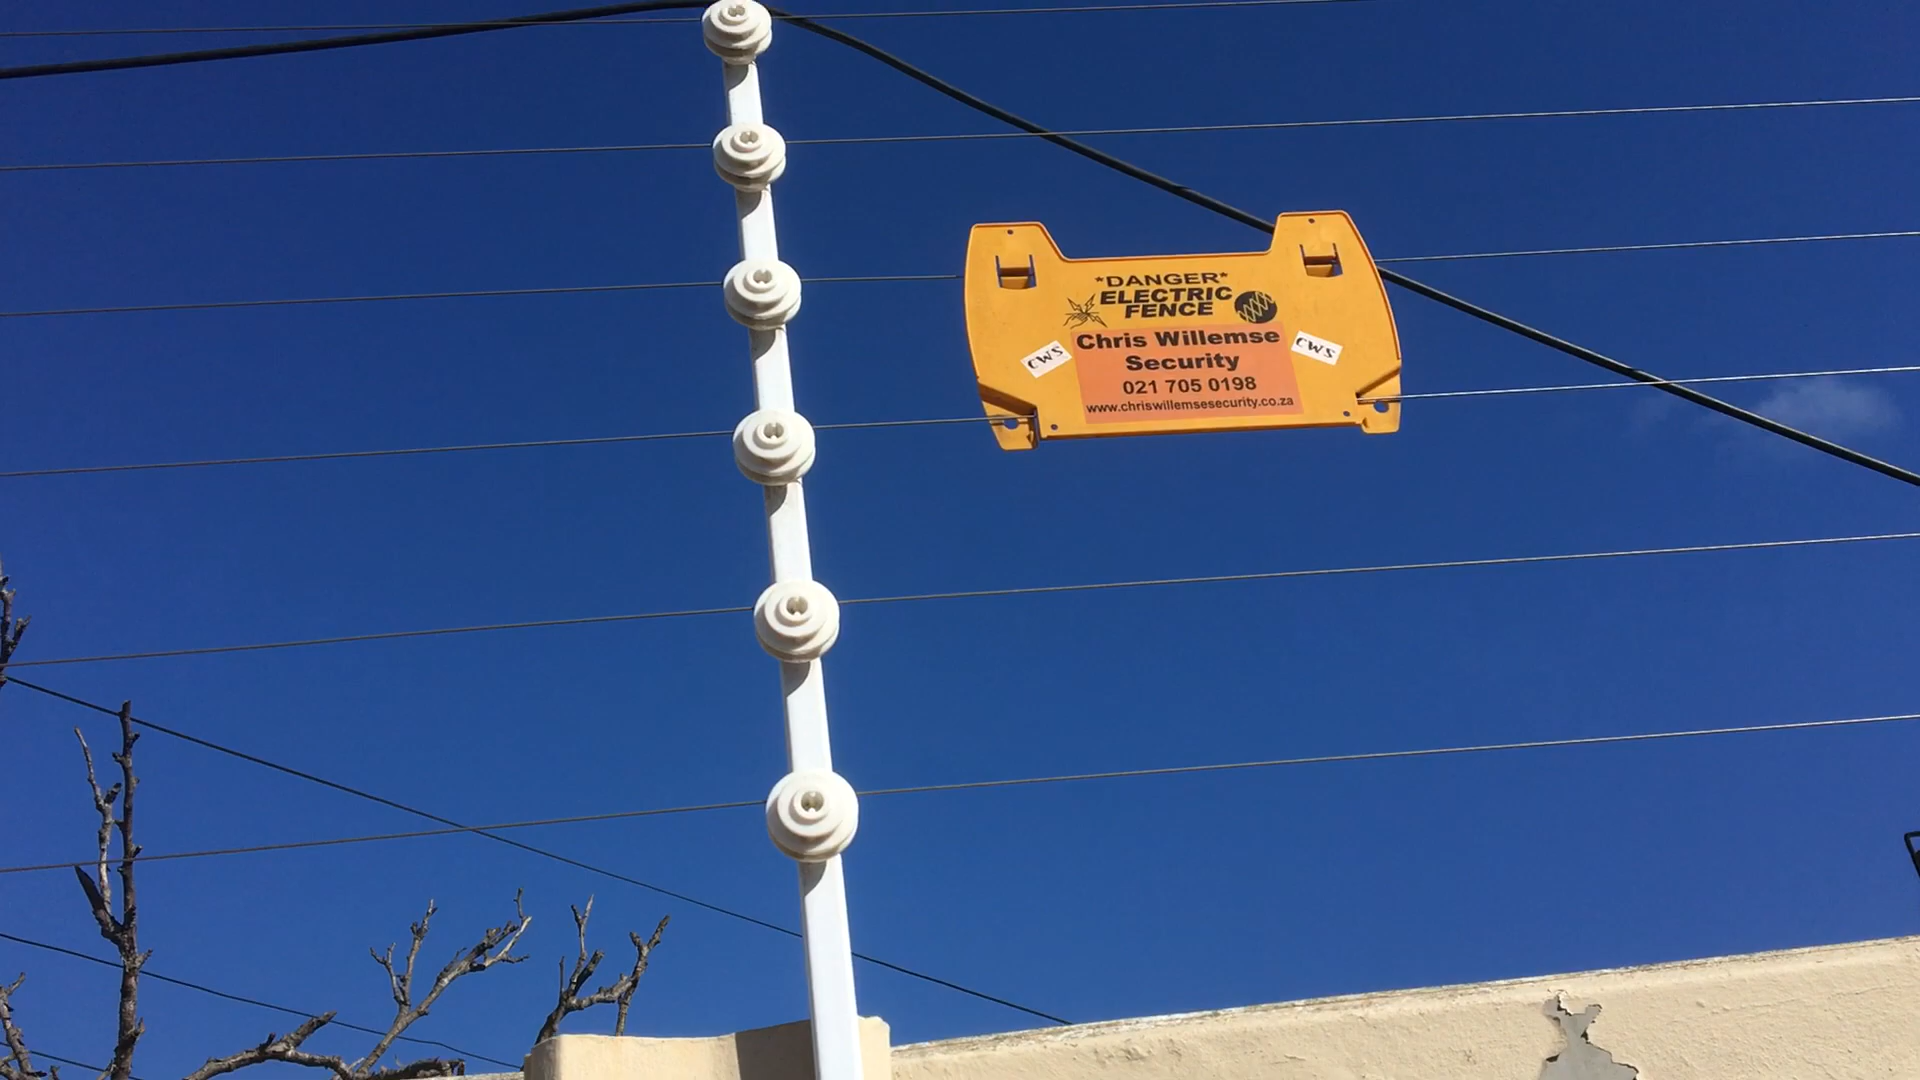 *DANGER*
ELECTRIC
FENCE
Chris Willemse
Security
CWS
CWS
021 705 0198
www.chriswillemsesecurity.co.za